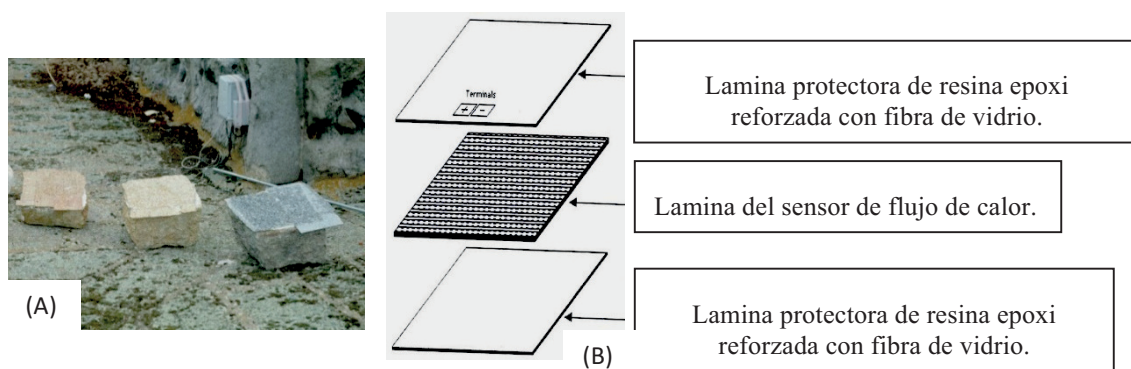 Terminals
+ -
Lamina protectora de resina epoxi
reforzada con fibra de vidrio.
Lamina del sensor de flujo de calor.
Lamina protectora de resina epoxi
reforzada con fibra de vidrio.
(A)
(B)